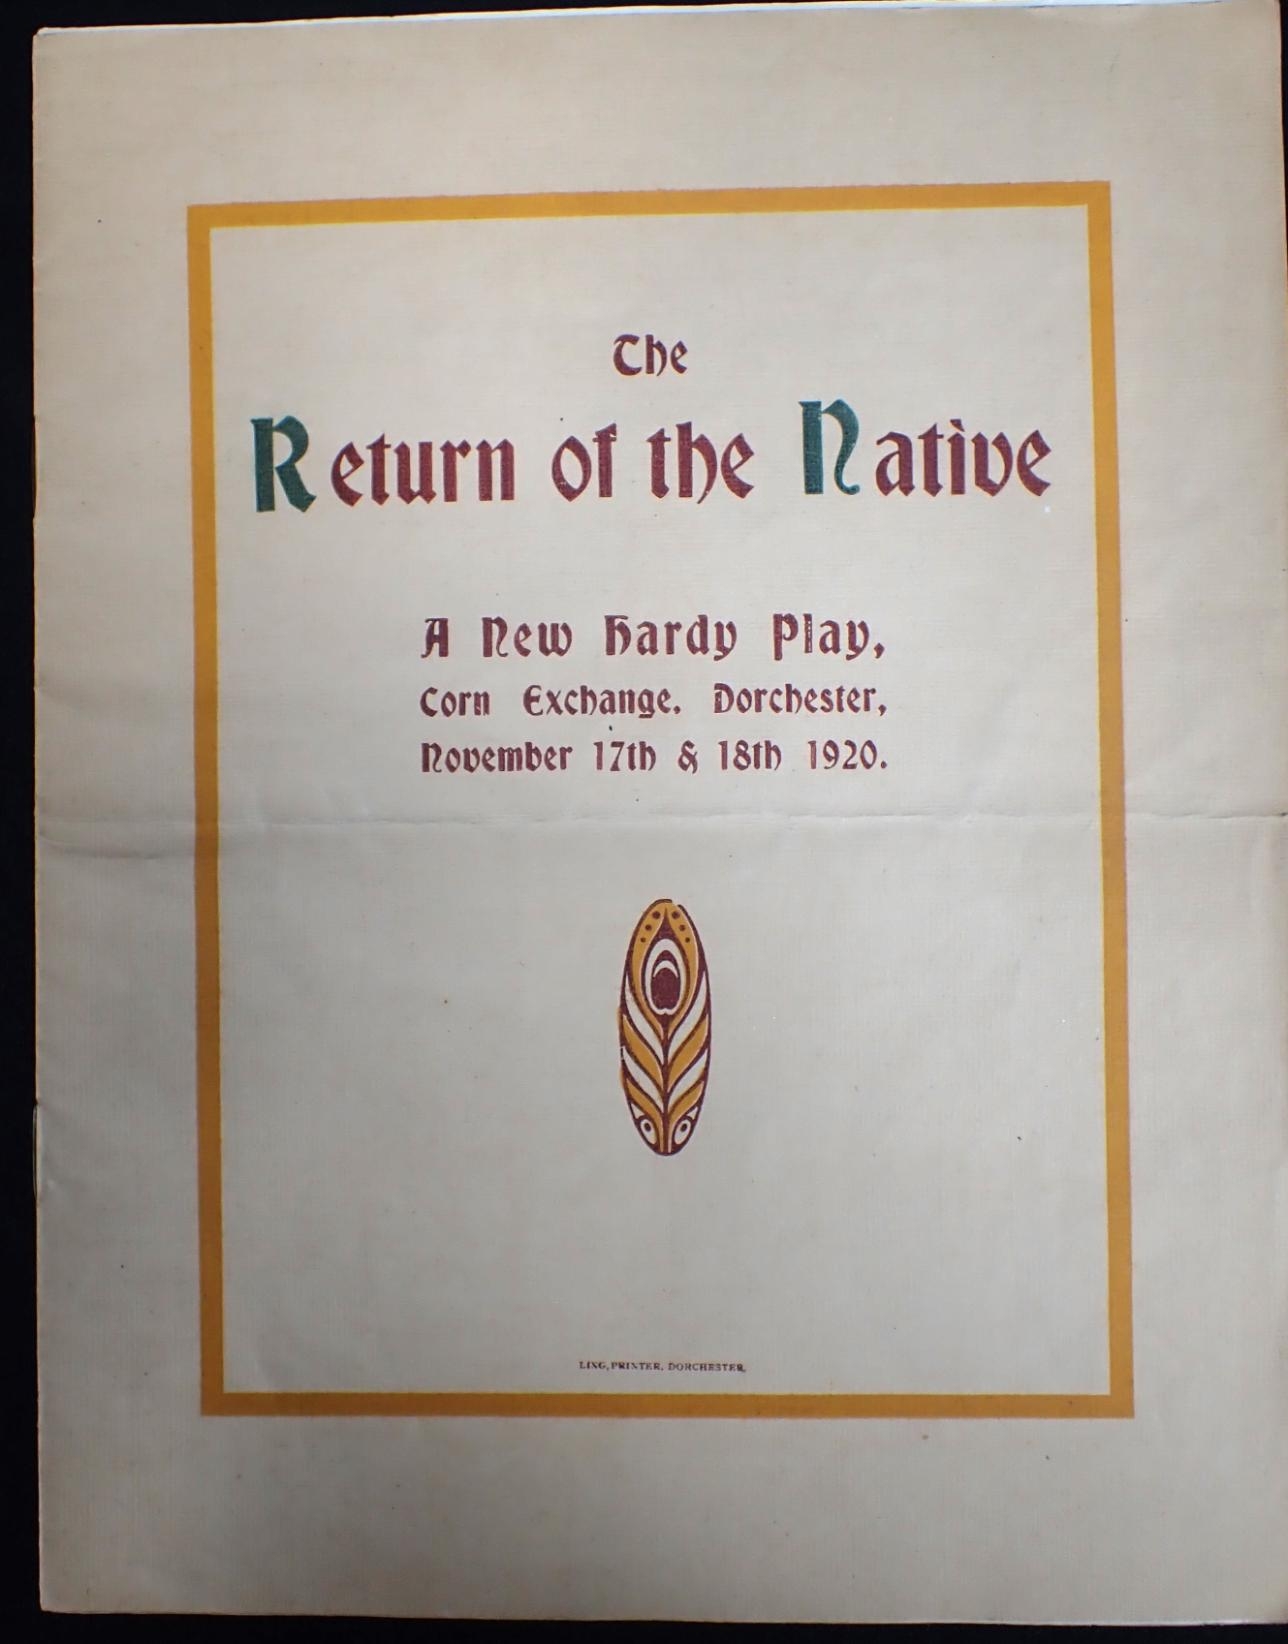 The
Return of the Native
A New Hardy Play,
Corn Exchange, Dorchester,
November 17th & 18th 1920.
LING, PRINTER, DORCHESTER.